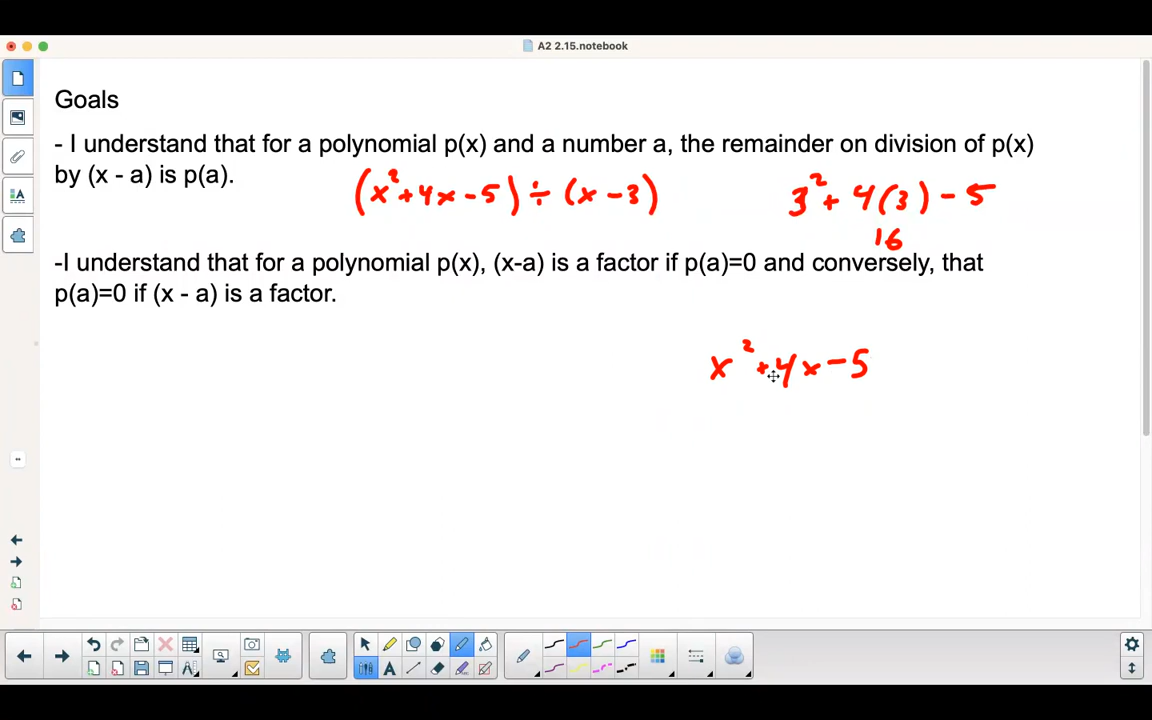 A2 2.15.notebook
Goals
- I understand that for a polynomial p(x) and a number a, the remainder on division of p(x)
by (x - a) is p(a).
(x²+4x-5) ÷ (x-3)
3²+ 4(3) - 5
16
-I understand that for a polynomial p(x), (x-a) is a factor if p(a)=0 and conversely, that
p(a)=0 if (x - a) is a factor.
x²+4x-5